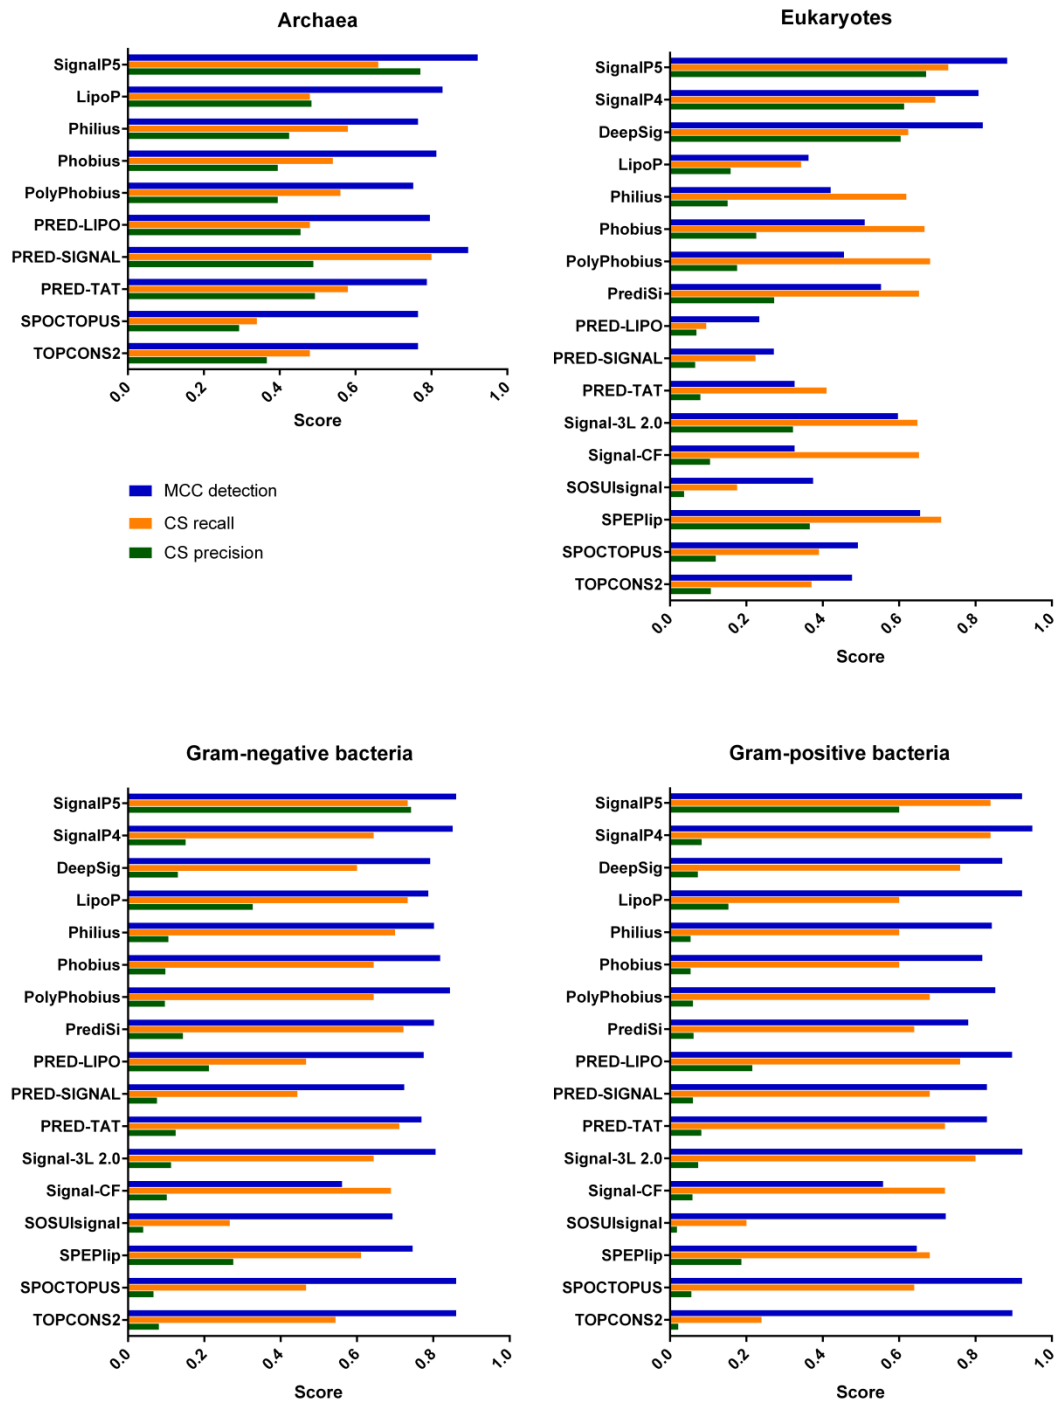 Archaea
SignalP5
LipoP
Philius
Phobius
PolyPhobius
PRED-LIPO
PRED-SIGNAL
PRED-TAT
SPOCTOPUS
TOPCONS2
0.0 0.2 0.4 0.6 0.8 1.0
Score
MCC detection
CS recall
CS precision
Eukaryotes
SignalP5
SignalP4
DeepSig
LipoP
Philius
Phobius
PolyPhobius
PrediSi
PRED-LIPO
PRED-SIGNAL
PRED-TAT
Signal-3L 2.0
Signal-CF
SOSUIsignal
SPEPlip
SPOCTOPUS
TOPCONS2
0.0 0.2 0.4 0.6 0.8 1.0
Score
Gram-negative bacteria
SignalP5
SignalP4
DeepSig
LipoP
Philius
Phobius
PolyPhobius
PrediSi
PRED-LIPO
PRED-SIGNAL
PRED-TAT
Signal-3L 2.0
Signal-CF
SOSUIsignal
SPEPlip
SPOCTOPUS
TOPCONS2
0.0 0.2 0.4 0.6 0.8 1.0
Score
Gram-positive bacteria
SignalP5
SignalP4
DeepSig
LipoP
Philius
Phobius
PolyPhobius
PrediSi
PRED-LIPO
PRED-SIGNAL
PRED-TAT
Signal-3L 2.0
Signal-CF
SOSUIsignal
SPEPlip
SPOCTOPUS
TOPCONS2
0.0 0.2 0.4 0.6 0.8 1.0
Score